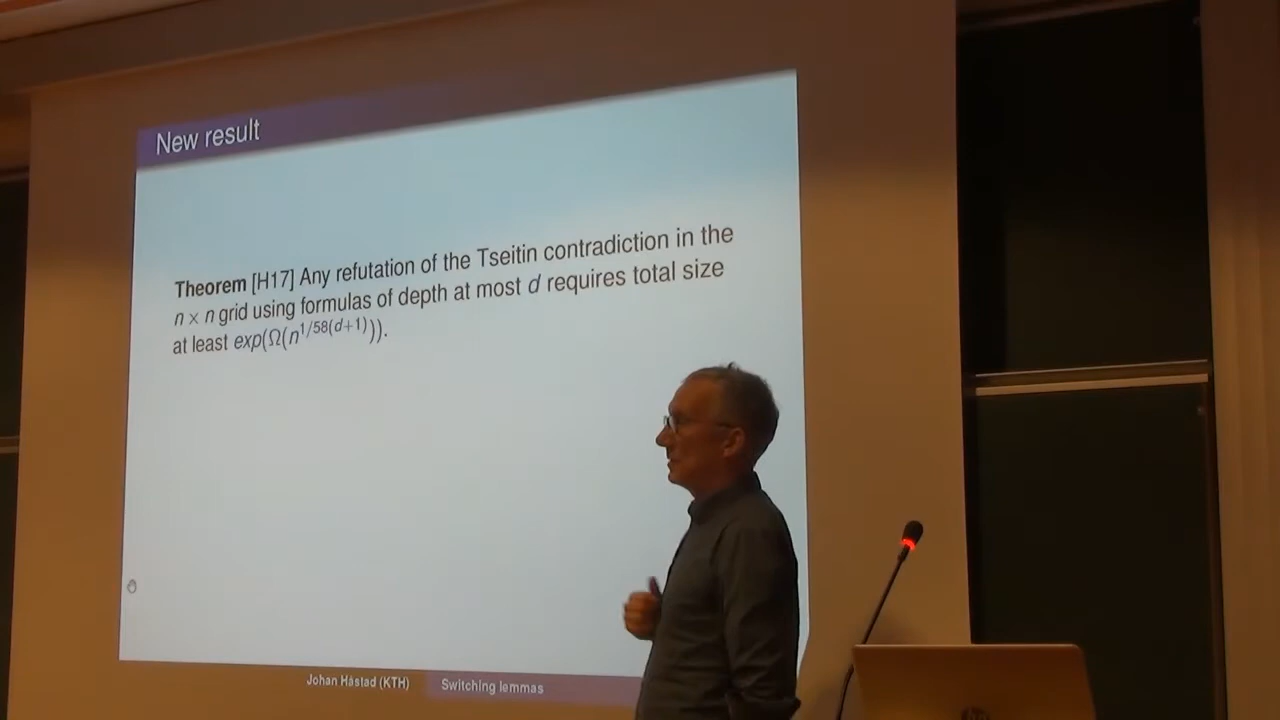 New result
Theorem [H17] Any refutation of the Tseitin contradiction in the
n × n grid using formulas of depth at most d requires total size
at least exp(Ω(n^{1/58(d+1)})).
Johan Håstad (KTH) Switching lemmas